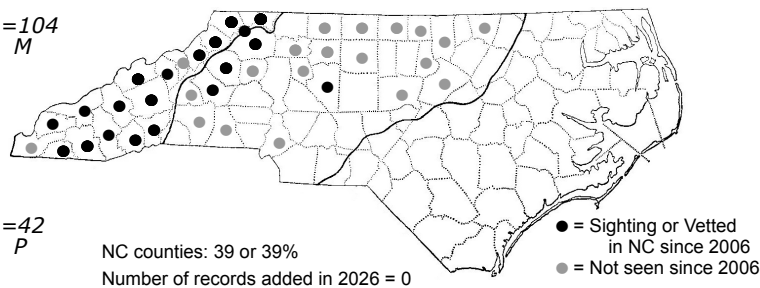 =104
M
=42
P
NC counties: 39 or 39%
Number of records added in 2026 = 0
= Sighting or Vetted
in NC since 2006
= Not seen since 2006